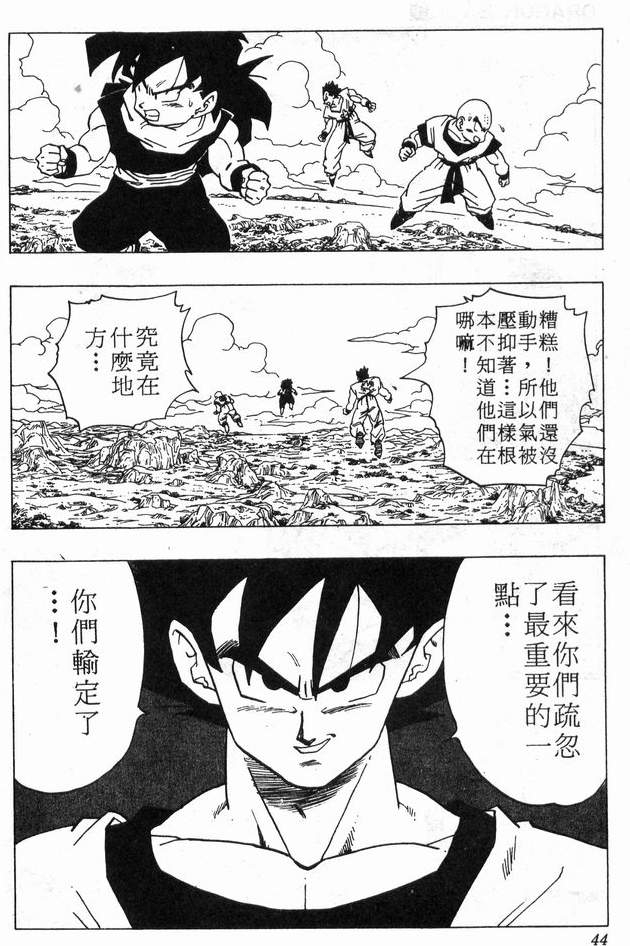 糟糕！他們還沒
動手，所以氣被
壓抑著…這樣根
本不知道他們在
哪嘛！
究竟在
什麼地
方…
看來你們疏忽
了最重要的一
點…
你們輸定了
…！
44